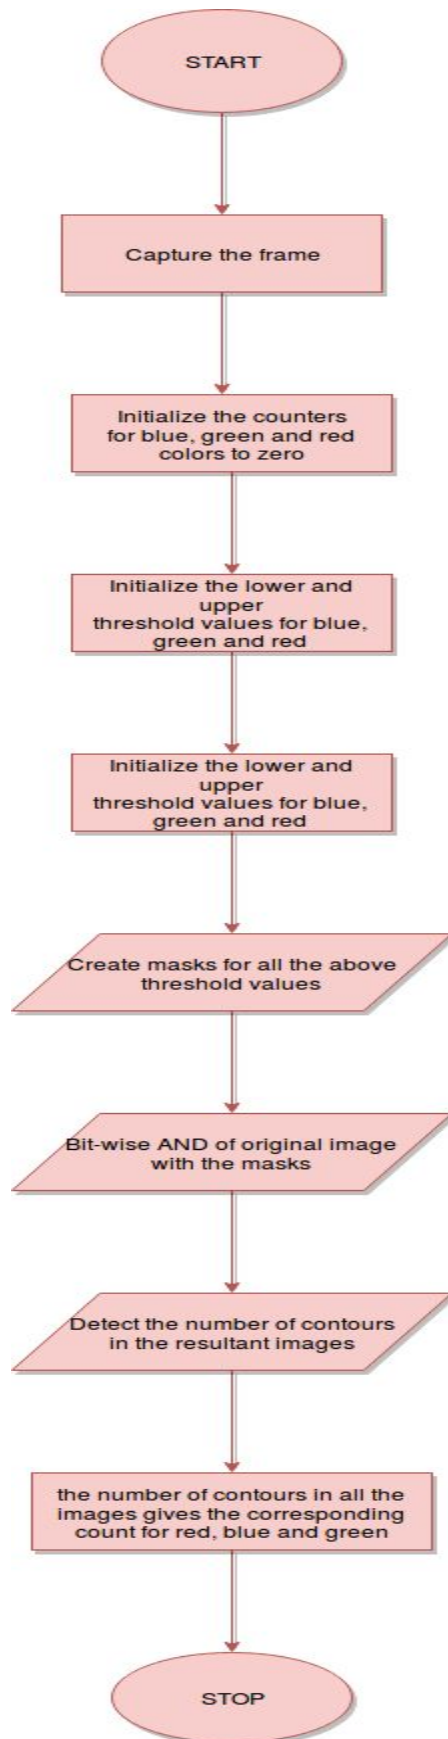 START
Capture the frame
Initialize the counters
for blue, green and red
colors to zero
Initialize the lower and
upper
threshold values for blue,
green and red
Initialize the lower and
upper
threshold values for blue,
green and red
Create masks for all the above
threshold values
Bit-wise AND of original image
with the masks
Detect the number of contours
in the resultant images
the number of contours in all the
images gives the corresponding
count for red, blue and green
STOP